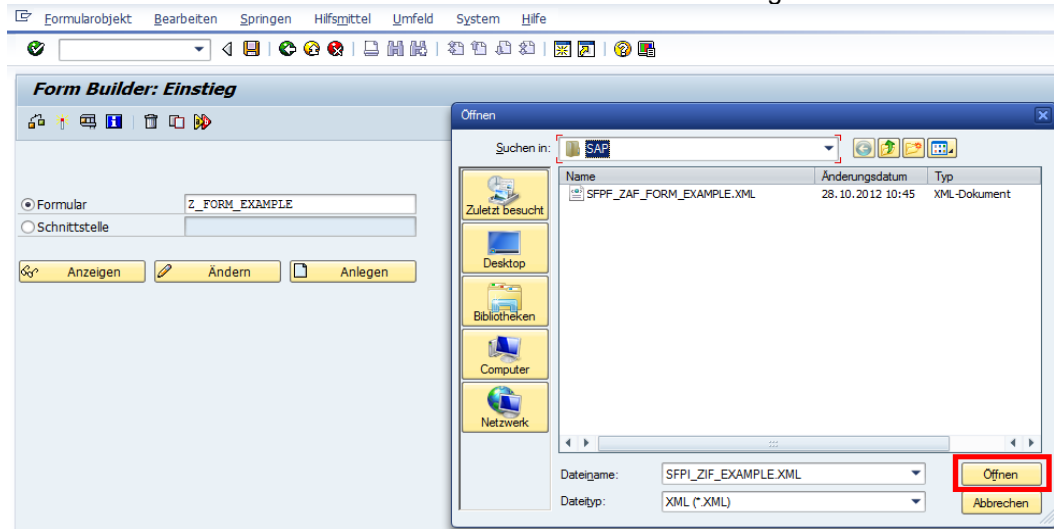 Formularobjekt Bearbeiten Springen Hilfsmittel Umfeld System Hilfe
Form Builder: Einstieg
Formular Z_FORM_EXAMPLE
Schnittstelle
Anzeigen Ändern Anlegen
Öffnen
Suchen in: SAP
Name Änderungsdatum Typ
SFPF_ZAF_FORM_EXAMPLE.XML 28.10.2012 10:45 XML-Dokument
Zuletzt besucht
Desktop
Bibliotheken
Computer
Netzwerk
Dateiname: SFPI_ZIF_EXAMPLE.XML Öffnen
Dateityp: XML (*.XML) Abbrechen